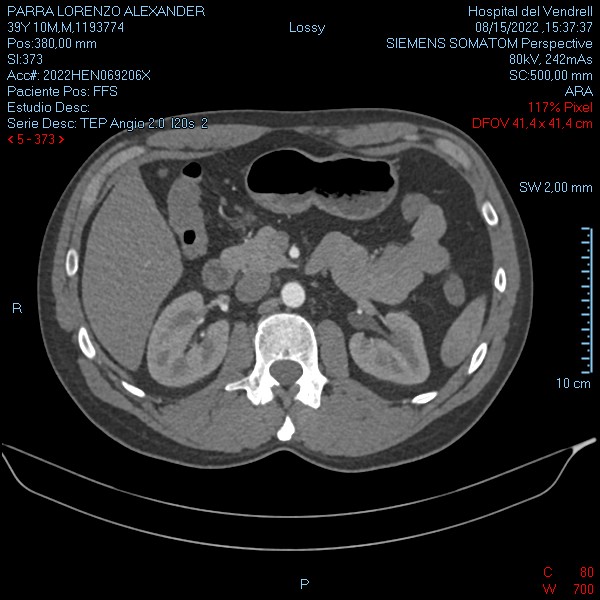 PARRA LORENZO ALEXANDER
39Y 10M,M,1193774
Pos:380,00 mm
SI:373
Acc#: 2022HEN069206X
Paciente Pos: FFS
Estudio Desc:
Serie Desc: TEP Angio 2.0 I20s 2
< 5 - 373 >
Lossy
Hospital del Vendrell
08/15/2022 ,15:37:37
SIEMENS SOMATOM Perspective
80kV, 242mAs
SC:500,00 mm
ARA
117% Pixel
DFOV 41,4 x 41,4 cm
SW 2,00 mm
R
10 cm
P
C 80
W 700